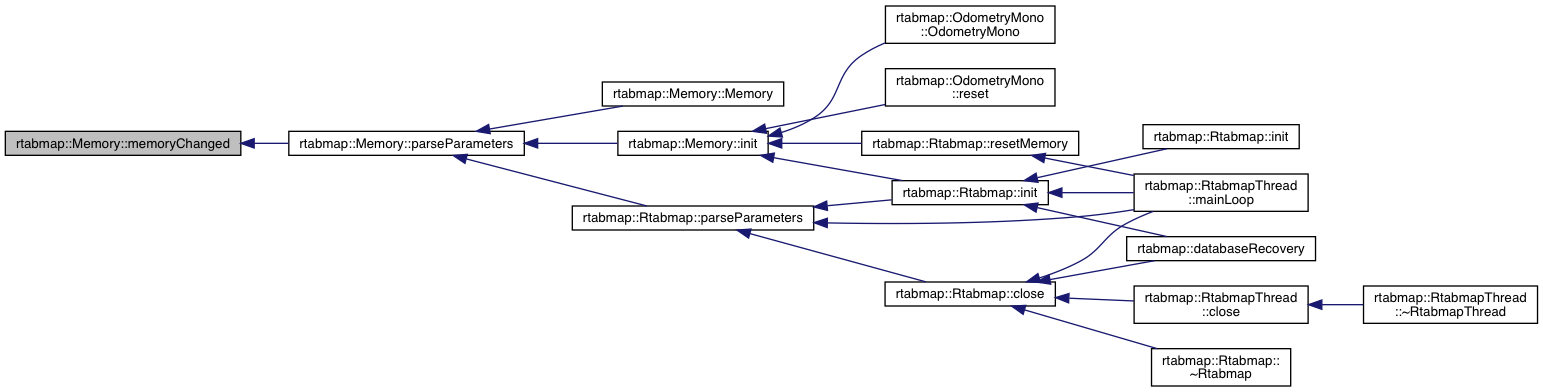 rtabmap::Memory::memoryChanged
rtabmap::Memory::parseParameters
rtabmap::Memory::Memory
rtabmap::Memory::init
rtabmap::Rtabmap::parseParameters
rtabmap::OdometryMono
::OdometryMono
rtabmap::OdometryMono
::reset
rtabmap::Rtabmap::resetMemory
rtabmap::Rtabmap::init
rtabmap::Rtabmap::close
rtabmap::Rtabmap::init
rtabmap::RtabmapThread
::mainLoop
rtabmap::databaseRecovery
rtabmap::RtabmapThread
::close
rtabmap::Rtabmap::
~Rtabmap
rtabmap::RtabmapThread
::~RtabmapThread